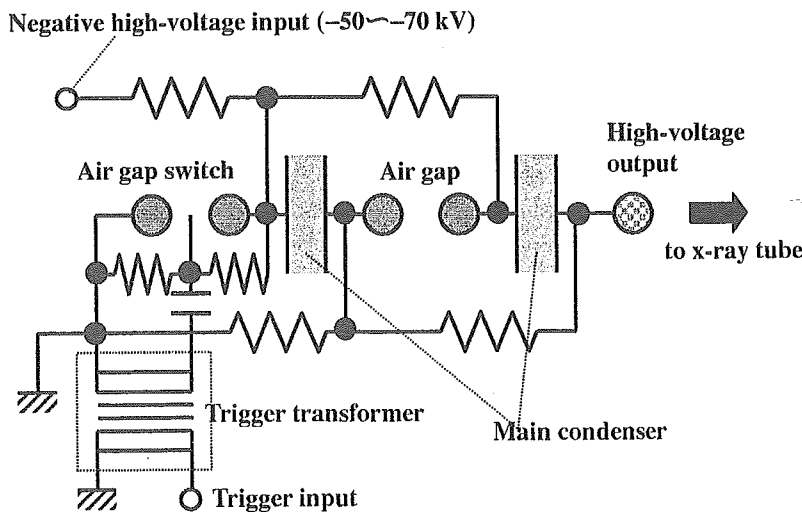 Negative high-voltage input (–50〜–70 kV)
High-voltage
output
Air gap switch
Air gap
to x-ray tube
Trigger transformer
Main condenser
Trigger input